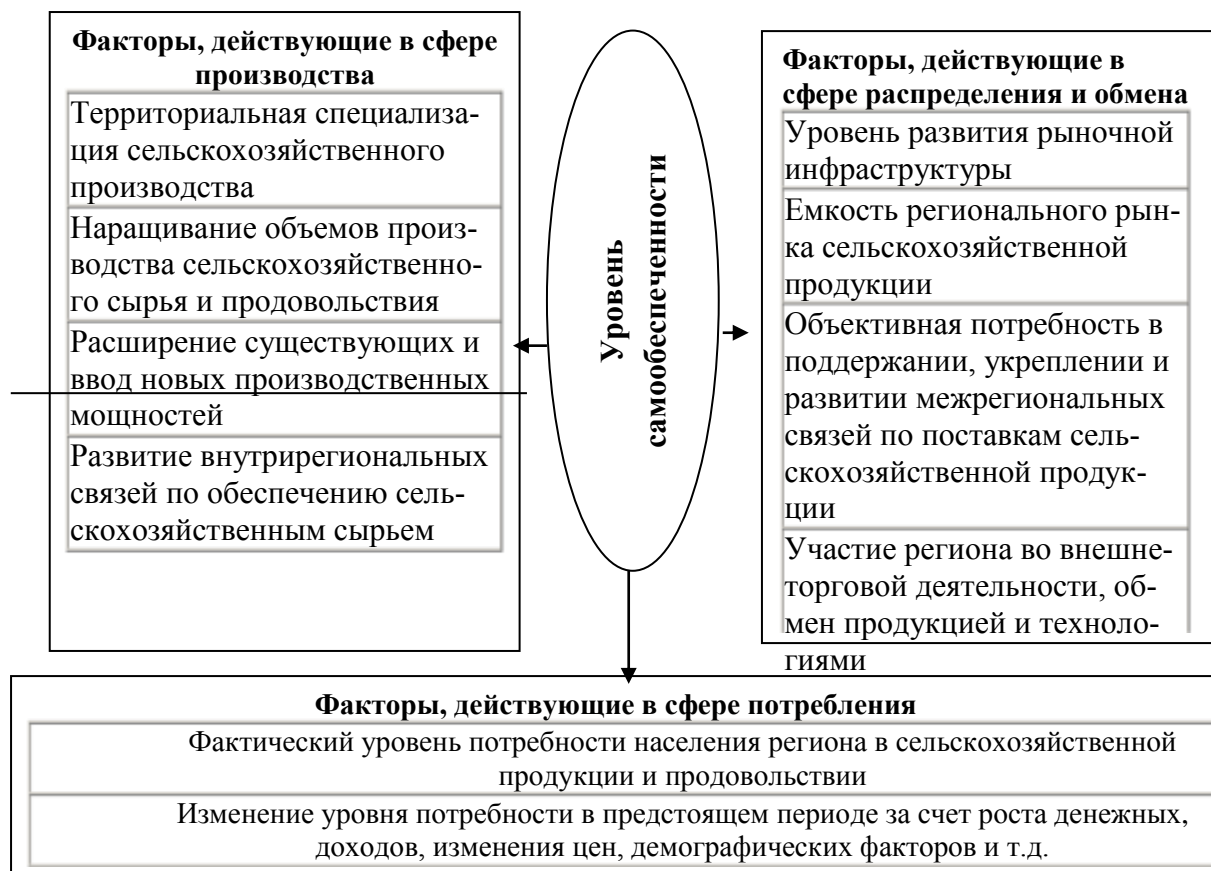 Факторы, действующие в сфере
производства
Территориальная специализа-
ция сельскохозяйственного
производства
Наращивание объемов произ-
водства сельскохозяйственно-
го сырья и продовольствия
Расширение существующих и
ввод новых производственных
мощностей
Развитие внутрирегиональных
связей по обеспечению сель-
скохозяйственным сырьем
Уровень
самообеспеченности
Факторы, действующие в
сфере распределения и обмена
Уровень развития рыночной
инфраструктуры
Емкость регионального рын-
ка сельскохозяйственной
продукции
Объективная потребность в
поддержании, укреплении и
развитии межрегиональных
связей по поставкам сель-
скохозяйственной продук-
ции
Участие региона во внешне-
торговой деятельности, об-
мен продукцией и техноло-
гиями
Факторы, действующие в сфере потребления
Фактический уровень потребности населения региона в сельскохозяйственной
продукции и продовольствии
Изменение уровня потребности в предстоящем периоде за счет роста денежных,
доходов, изменения цен, демографических факторов и т.д.